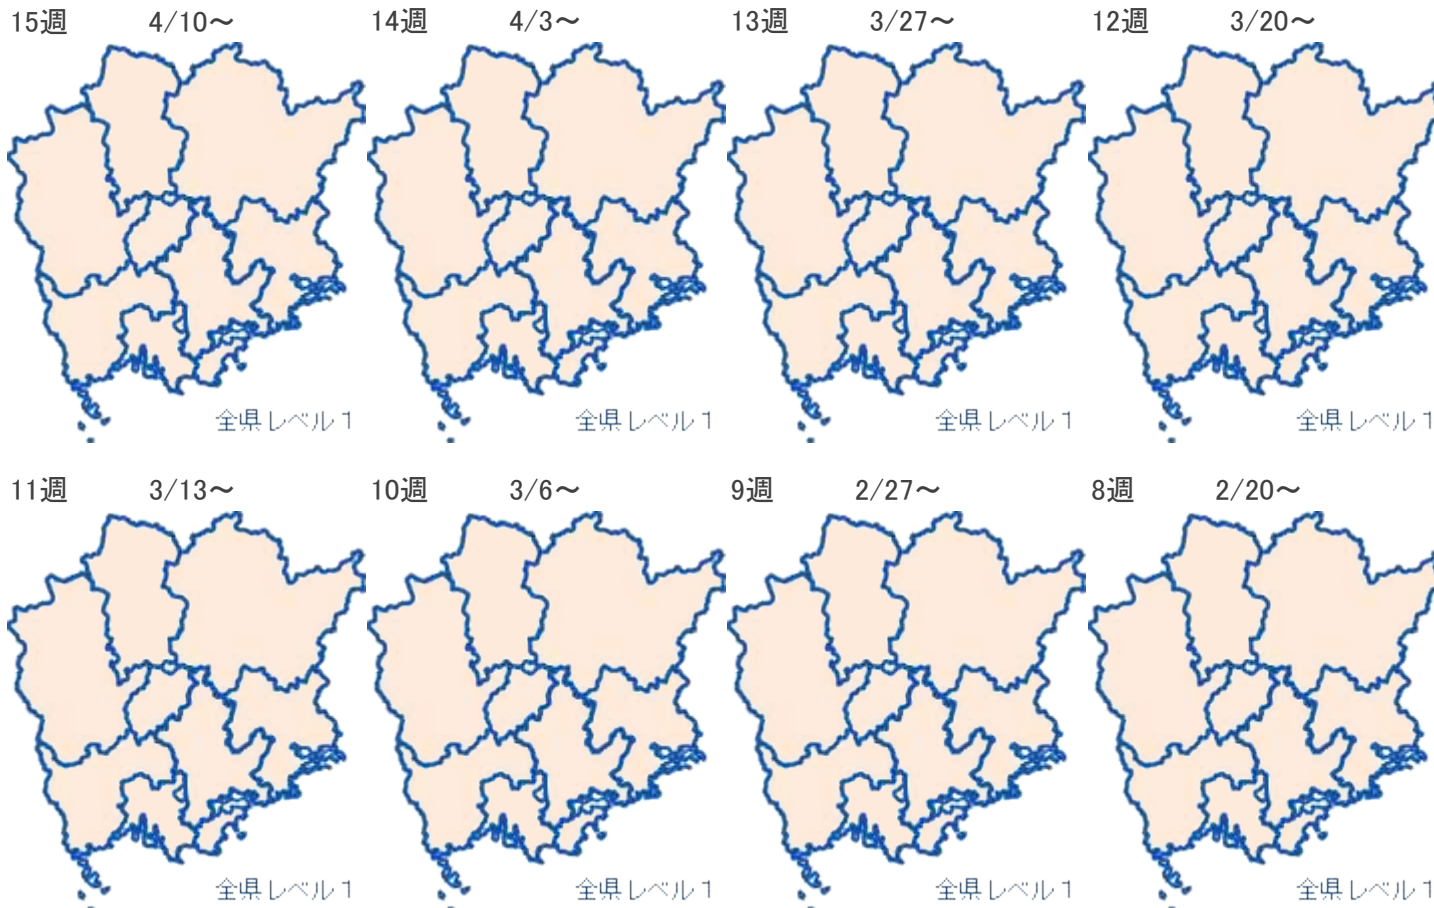 15週 4/10～ 14週 4/3～ 13週 3/27～ 12週 3/20～
全県レベル１ 全県レベル１ 全県レベル１ 全県レベル１
11週 3/13～ 10週 3/6～ 9週 2/27～ 8週 2/20～
全県レベル１ 全県レベル１ 全県レベル１ 全県レベル１